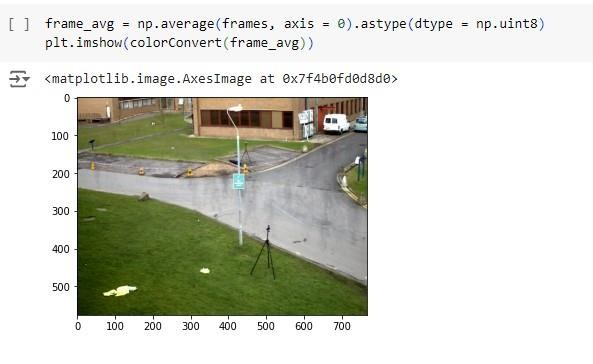 [ ] frame_avg = np.average(frames, axis = 0).astype(dtype = np.uint8)
plt.imshow(colorConvert(frame_avg))
<matplotlib.image.AxesImage at 0x7f4b0fd0d8d0>
0
100
200
300
400
500
0 100 200 300 400 500 600 700